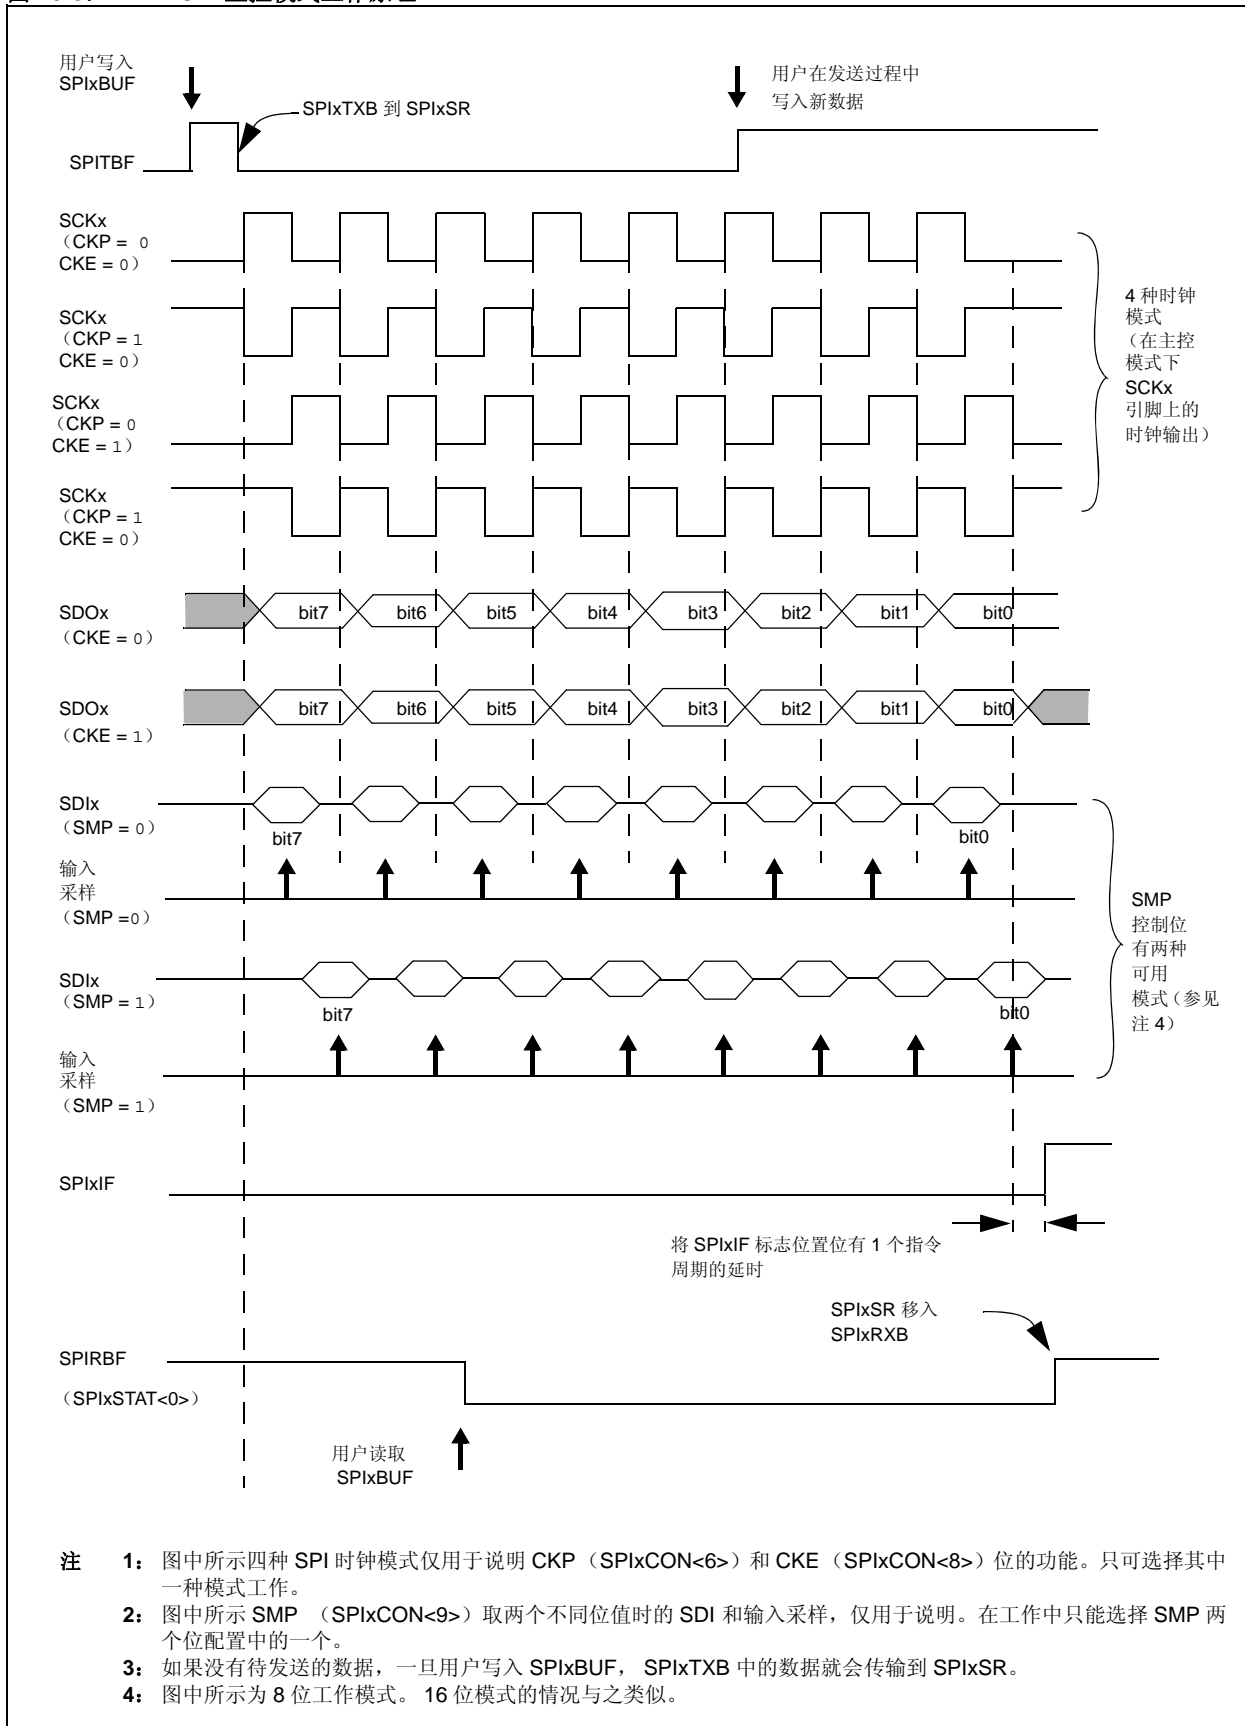 用户写入
SPIxBUF
用户在发送过程中
写入新数据
SPIxTXB 到 SPIxSR
SPITBF
SCKx
（CKP = 0
CKE = 0）
SCKx
（CKP = 1
CKE = 0）
SCKx
（CKP = 0
CKE = 1）
SCKx
（CKP = 1
CKE = 0）
4 种时钟
模式
（在主控
模式下
SCKx
引脚上的
时钟输出）
SDOx
（CKE = 0）
bit7 bit6 bit5 bit4 bit3 bit2 bit1 bit0
SDOx
（CKE = 1）
bit7 bit6 bit5 bit4 bit3 bit2 bit1 bit0
SDIx
（SMP = 0）
bit7 bit0
输入
采样
（SMP =0）
SDIx
（SMP = 1）
bit7 bit0
输入
采样
（SMP = 1）
SMP
控制位
有两种
可用
模式（参见
注 4）
SPIxIF
将 SPIxIF 标志位置位有 1 个指令
周期的延时
SPIxSR 移入
SPIxRXB
SPIRBF
（SPIxSTAT<0>）
用户读取
SPIxBUF
注 1： 图中所示四种 SPI 时钟模式仅用于说明 CKP（SPIxCON<6>）和 CKE（SPIxCON<8>）位的功能。只可选择其中
一种模式工作。
2： 图中所示 SMP （SPIxCON<9>）取两个不同位值时的 SDI 和输入采样，仅用于说明。在工作中只能选择 SMP 两
个位配置中的一个。
3： 如果没有待发送的数据，一旦用户写入 SPIxBUF， SPIxTXB 中的数据就会传输到 SPIxSR。
4： 图中所示为 8 位工作模式。 16 位模式的情况与之类似。